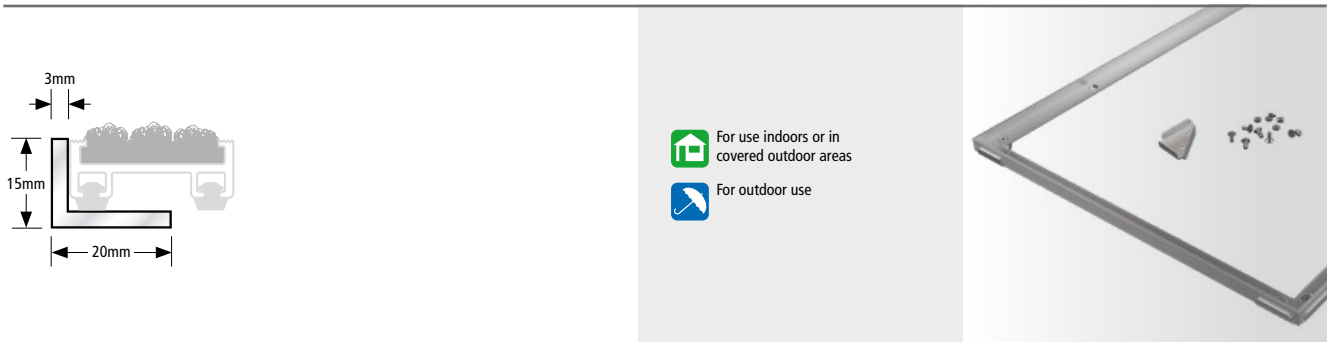 3mm
15mm
20mm
For use indoors or in
covered outdoor areas
For outdoor use